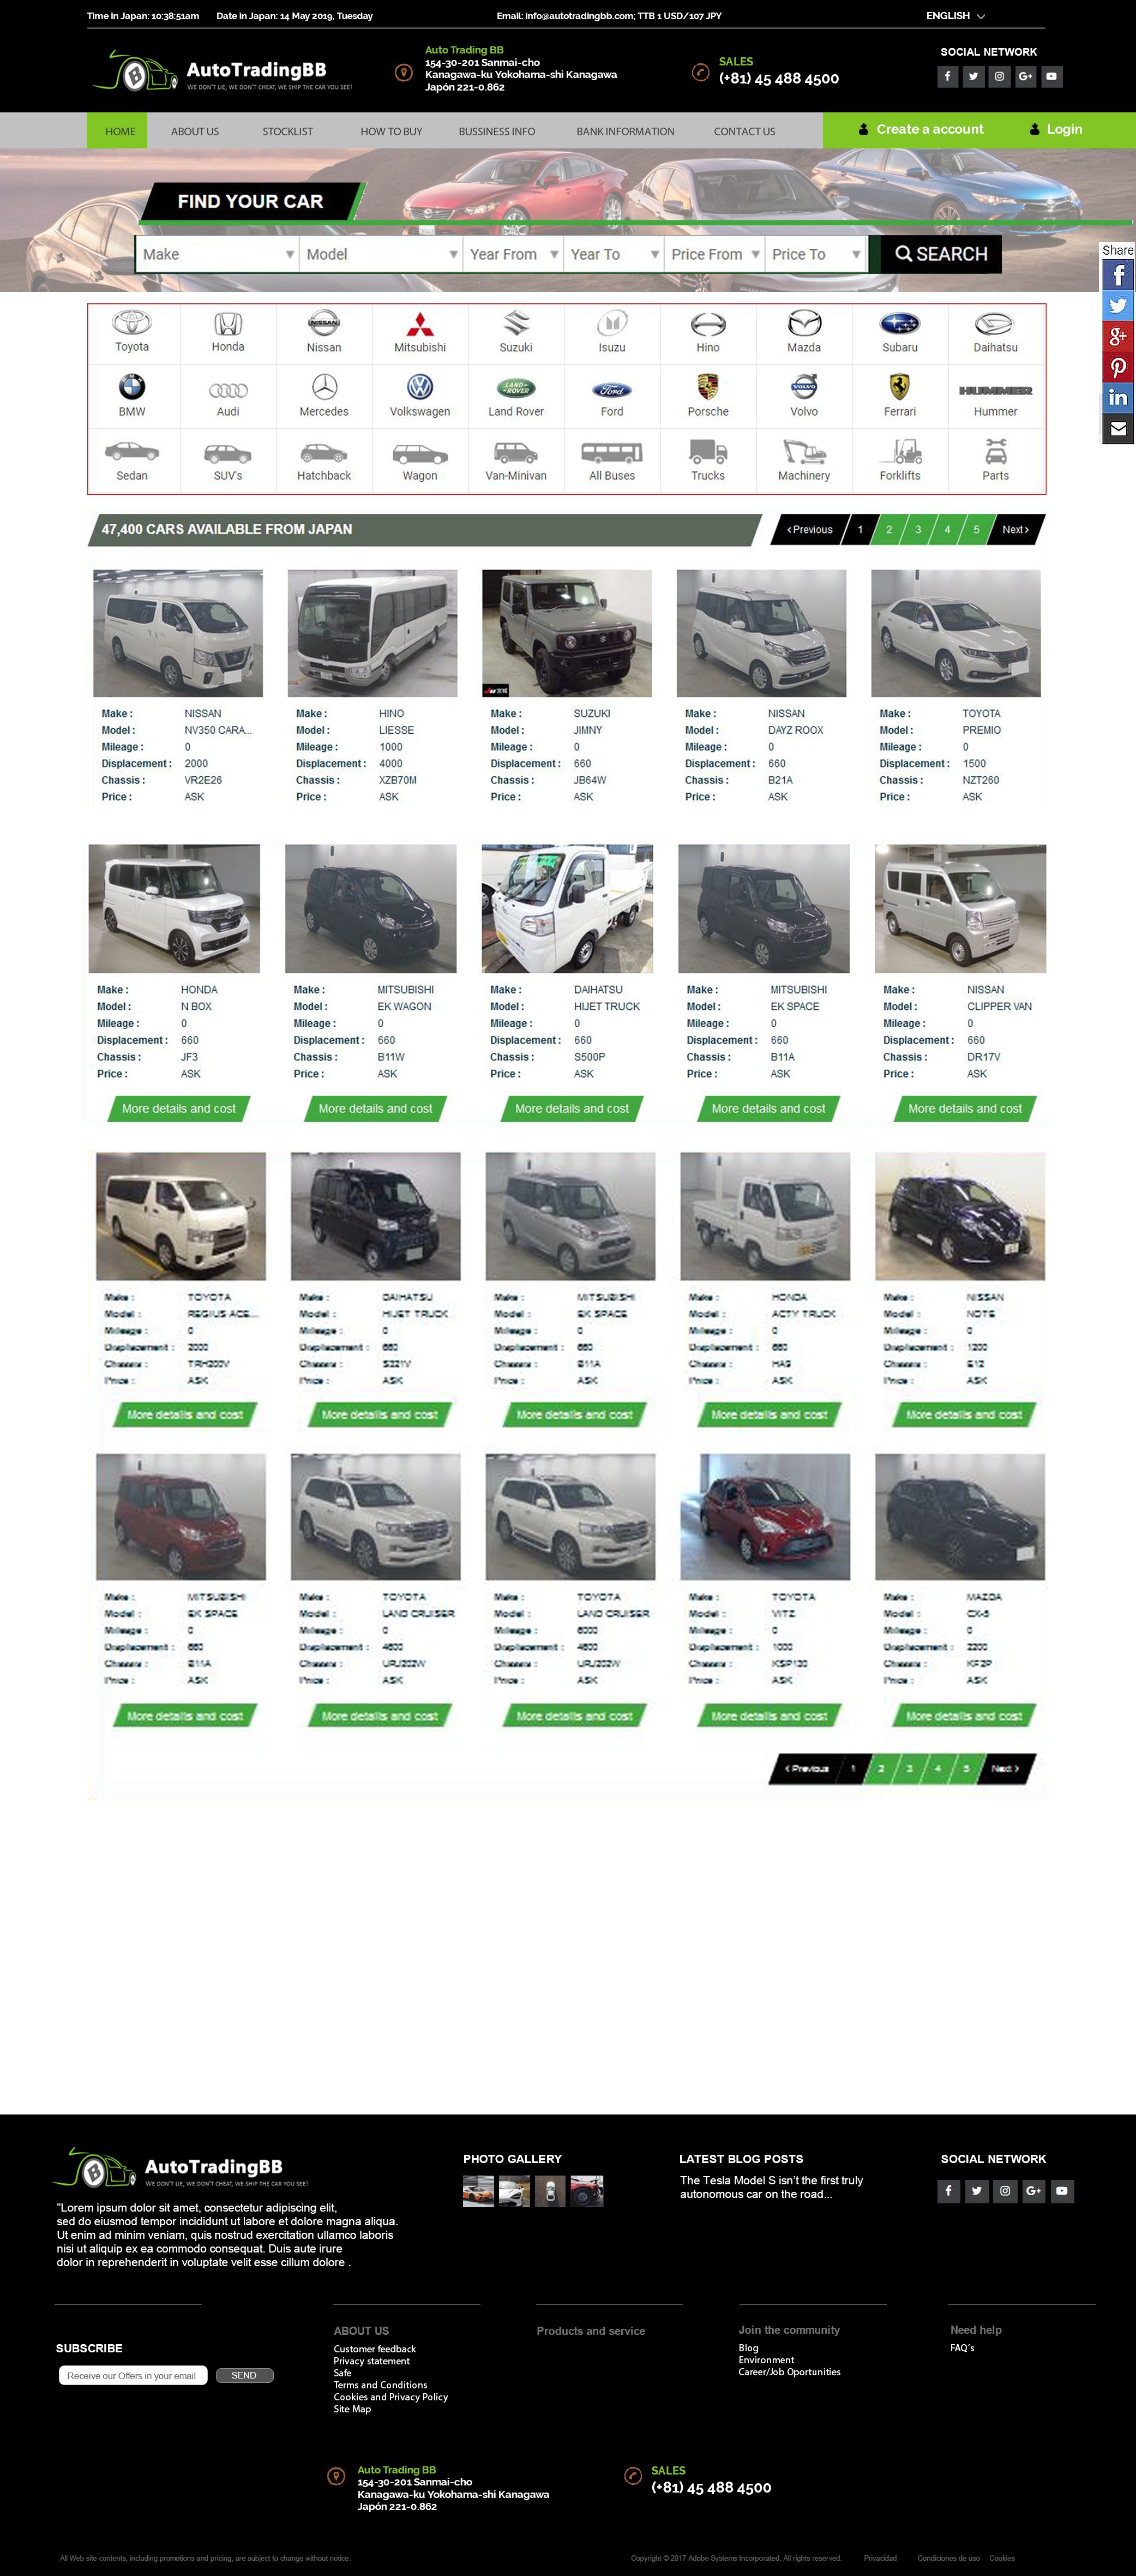 Time in Japan: 10:38:51am Date in Japan: 14 May 2019, Tuesday Email: info@autotradingbb.com; TTB 1 USD/107 JPY ENGLISH
AutoTradingBB
WE DON'T LIE, WE DON'T CHEAT, WE SHIP THE CAR YOU SEE!
Auto Trading BB
154-30-201 Sanmai-cho
Kanagawa-ku Yokohama-shi Kanagawa
Japón 221-0.862
SALES
(+81) 45 488 4500
SOCIAL NETWORK
HOME ABOUT US STOCKLIST HOW TO BUY BUSSINESS INFO BANK INFORMATION CONTACT US Create a account Login
FIND YOUR CAR
Make Model Year From Year To Price From Price To SEARCH
Share
Toyota Honda Nissan Mitsubishi Suzuki Isuzu Hino Mazda Subaru Daihatsu
BMW Audi Mercedes Volkswagen Land Rover Ford Porsche Volvo Ferrari Hummer
Sedan SUV's Hatchback Wagon Van-Minivan All Buses Trucks Machinery Forklifts Parts
47,400 CARS AVAILABLE FROM JAPAN
‹ Previous 1 2 3 4 5 Next ›
Make : NISSAN Make : HINO Make : SUZUKI Make : NISSAN Make : TOYOTA
Model : NV350 CARA... Model : LIESSE Model : JIMNY Model : DAYZ ROOX Model : PREMIO
Mileage : 0 Mileage : 1000 Mileage : 0 Mileage : 0 Mileage : 0
Displacement : 2000 Displacement : 4000 Displacement : 660 Displacement : 660 Displacement : 1500
Chassis : VR2E26 Chassis : XZB70M Chassis : JB64W Chassis : B21A Chassis : NZT260
Price : ASK Price : ASK Price : ASK Price : ASK Price : ASK
Make : HONDA Make : MITSUBISHI Make : DAIHATSU Make : MITSUBISHI Make : NISSAN
Model : N BOX Model : EK WAGON Model : HIJET TRUCK Model : EK SPACE Model : CLIPPER VAN
Mileage : 0 Mileage : 0 Mileage : 0 Mileage : 0 Mileage : 0
Displacement : 660 Displacement : 660 Displacement : 660 Displacement : 660 Displacement : 660
Chassis : JF3 Chassis : B11W Chassis : S500P Chassis : B11A Chassis : DR17V
Price : ASK Price : ASK Price : ASK Price : ASK Price : ASK
More details and cost More details and cost More details and cost More details and cost More details and cost
Make : TOYOTA Make : DAIHATSU Make : MITSUBISHI Make : HONDA Make : NISSAN
Model : REGIUS ACE... Model : HIJET TRUCK Model : EK SPACE Model : ACTY TRUCK Model : NOTE
Mileage : 0 Mileage : 0 Mileage : 0 Mileage : 0 Mileage : 0
Displacement : 2000 Displacement : 660 Displacement : 660 Displacement : 660 Displacement : 1200
Chassis : TRH200V Chassis : S321V Chassis : B11A Chassis : HA9 Chassis : E12
Price : ASK Price : ASK Price : ASK Price : ASK Price : ASK
More details and cost More details and cost More details and cost More details and cost More details and cost
Make : MITSUBISHI Make : TOYOTA Make : TOYOTA Make : TOYOTA Make : MAZDA
Model : EK SPACE Model : LAND CRUISER Model : LAND CRUISER Model : VITZ Model : CX-5
Mileage : 0 Mileage : 0 Mileage : 6000 Mileage : 0 Mileage : 0
Displacement : 660 Displacement : 4600 Displacement : 4600 Displacement : 1000 Displacement : 2200
Chassis : B11A Chassis : URJ202W Chassis : URJ202W Chassis : KSP130 Chassis : KF2P
Price : ASK Price : ASK Price : ASK Price : ASK Price : ASK
More details and cost More details and cost More details and cost More details and cost More details and cost
‹ Previous 1 2 3 4 5 Next ›
AutoTradingBB
WE DON'T LIE, WE DON'T CHEAT, WE SHIP THE CAR YOU SEE!
"Lorem ipsum dolor sit amet, consectetur adipiscing elit,
sed do eiusmod tempor incididunt ut labore et dolore magna aliqua.
Ut enim ad minim veniam, quis nostrud exercitation ullamco laboris
nisi ut aliquip ex ea commodo consequat. Duis aute irure
dolor in reprehenderit in voluptate velit esse cillum dolore .
PHOTO GALLERY
LATEST BLOG POSTS
The Tesla Model S isn't the first truly
autonomous car on the road...
SOCIAL NETWORK
SUBSCRIBE
Receive our Offers in your email SEND
ABOUT US
Customer feedback
Privacy statement
Safe
Terms and Conditions
Cookies and Privacy Policy
Site Map
Products and service
Join the community
Blog
Environment
Career/Job Oportunities
Need help
FAQ´s
Auto Trading BB
154-30-201 Sanmai-cho
Kanagawa-ku Yokohama-shi Kanagawa
Japón 221-0.862
SALES
(+81) 45 488 4500
All Web site contents, including promotions and pricing, are subject to change without notice. Copyright © 2017 Adobe Systems Incorporated. All rights reserved. Privacidad Condiciones de uso Cookies